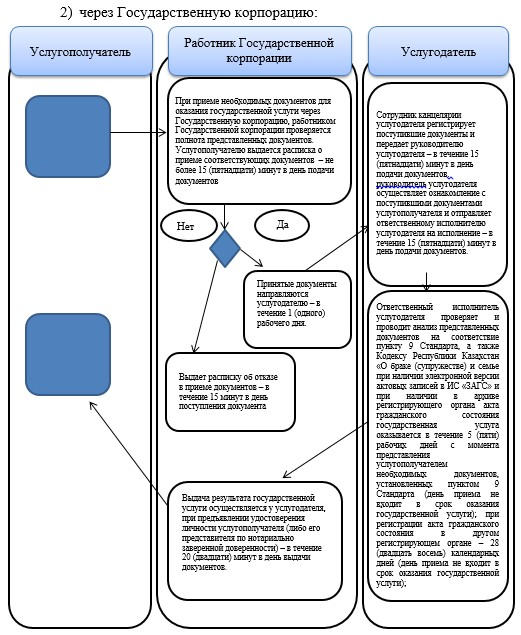 2) через Государственную корпорацию:
Услугополучатель
Работник Государственной
корпорации
Услугодатель
При приеме необходимых документов для
оказания государственной услуги через
Государственную корпорацию, работником
Государственной корпорации проверяется
полнота представленных документов.
Услугополучателю выдается расписка о
приеме соответствующих документов – не
более 15 (пятнадцати) минут в день подачи
документов
Нет
Да
Принятые документы
направляются
услугодателю – в
течение 1 (одного)
рабочего дня.
Выдает расписку об отказе
в приеме документов – в
течение 15 минут в день
поступления документа
Выдача результата государственной
услуги осуществляется у услугодателя,
при предъявлении удостоверения
личности услугополучателя (либо его
представителя по нотариально
заверенной доверенности) – в течение
20 (двадцати) минут в день выдачи
документов.
Сотрудник канцелярии
услугодателя регистрирует
поступившие документы и
передает руководителю
услугодателя – в течение 15
(пятнадцати) минут в день
подачи документов,
руководитель услугодателя
осуществляет ознакомление с
поступившими документами
услугополучателя и отправляет
ответственному исполнителю
услугодателя на исполнение – в
течение 15 (пятнадцати) минут в
день подачи документов.
Ответственный исполнитель
услугодателя проверяет и
проводит анализ представленных
документов на соответствие
пункту 9 Стандарта, а также
Кодексу Республики Казахстан
«О браке (супружестве) и семье
при наличии электронной версии
актовых записей в ИС «ЗАГС» и
при наличии в архиве
регистрирующего органа акта
гражданского состояния
государственная услуга
оказывается в течение 5 (пяти)
рабочих дней с момента
представления
услугополучателем
необходимых документов,
установленных пунктом 9
Стандарта (день приема не
входит в срок оказания
государственной услуги); при
регистрации акта гражданского
состояния в другом
регистрирующем органе – 28
(двадцать восемь) календарных
дней (день приема не входит в
срок оказания государственной
услуги);